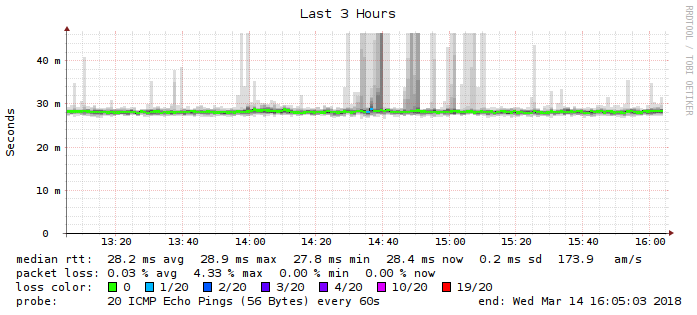 Last 3 Hours
RRDTOOL / TOBI OETIKER
Seconds
40 m
30 m
20 m
10 m
0
13:20 13:40 14:00 14:20 14:40 15:00 15:20 15:40 16:00
median rtt: 28.2 ms avg 28.9 ms max 27.8 ms min 28.4 ms now 0.2 ms sd 173.9 am/s
packet loss: 0.03 % avg 4.33 % max 0.00 % min 0.00 % now
loss color: 0 1/20 2/20 3/20 4/20 10/20 19/20
probe: 20 ICMP Echo Pings (56 Bytes) every 60s end: Wed Mar 14 16:05:03 2018